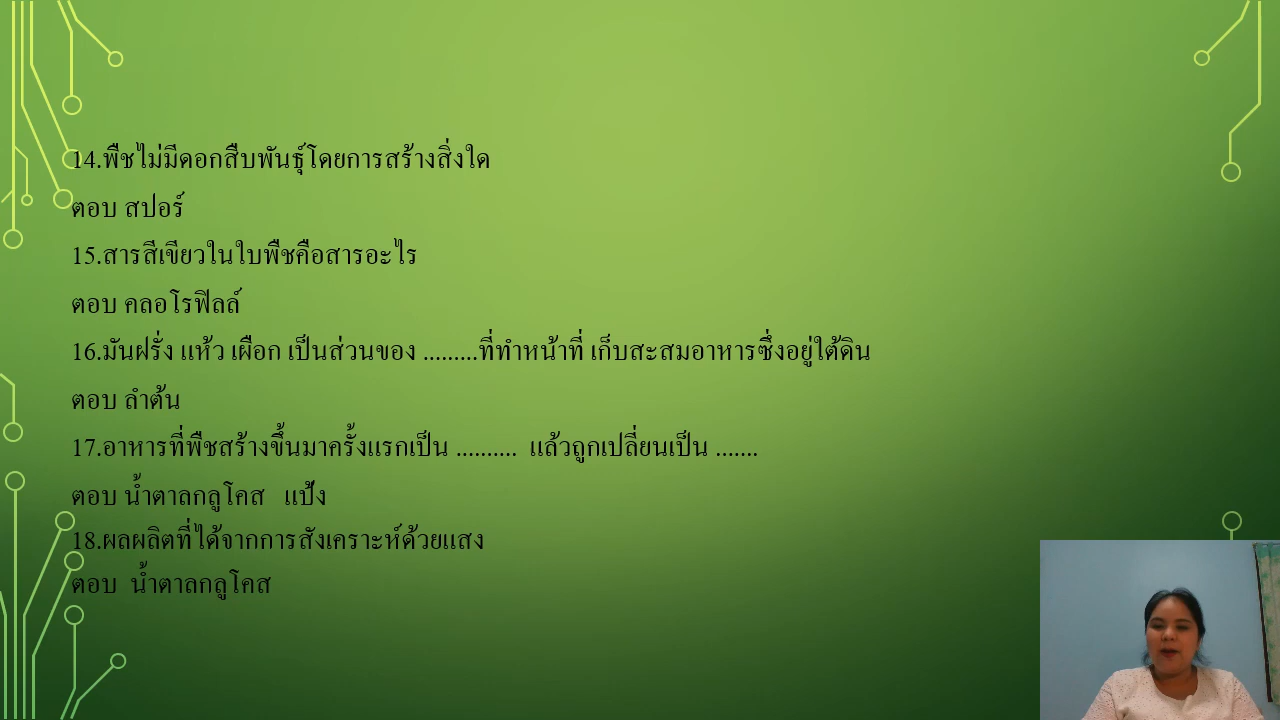 14.พืชไม่มีดอกสืบพันธุ์โดยการสร้างสิ่งใด
ตอบ สปอร์
15.สารสีเขียวในใบพืชคือสารอะไร
ตอบ คลอโรฟิลล์
16.มันฝรั่ง แห้ว เผือก เป็นส่วนของ .........ที่ทำหน้าที่ เก็บสะสมอาหารซึ่งอยู่ใต้ดิน
ตอบ ลำต้น
17.อาหารที่พืชสร้างขึ้นมาครั้งแรกเป็น .......... แล้วถูกเปลี่ยนเป็น .......
ตอบ น้ำตาลกลูโคส แป้ง
18.ผลผลิตที่ได้จากการสังเคราะห์ด้วยแสง
ตอบ น้ำตาลกลูโคส